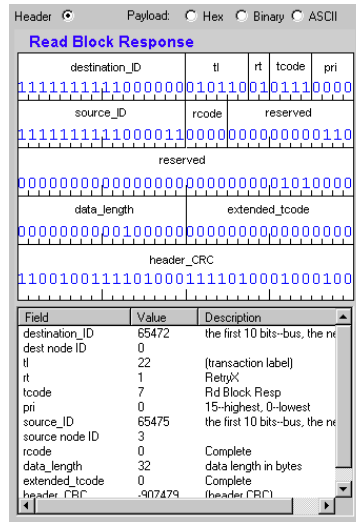 Header Payload: Hex Binary ASCII
Read Block Response
destination_ID tl rt tcode pri
11111111110000000101100101110000
source_ID rcode reserved
11111111110000110000000000000110
reserved
00000000000000000000000001010000
data_length extended_tcode
00000000001000000000000000000000
header_CRC
11001001111010001111010001000100
Field Value Description
destination_ID 65472 the first 10 bits--bus, the ne
dest node ID 0
tl 22 (transaction label)
rt 1 RetryX
tcode 7 Rd Block Resp
pri 0 15--highest, 0--lowest
source_ID 65475 the first 10 bits--bus, the ne
source node ID 3
rcode 0 Complete
data_length 32 data length in bytes
extended_tcode 0 Complete
header_CRC -907479 (header CRC)